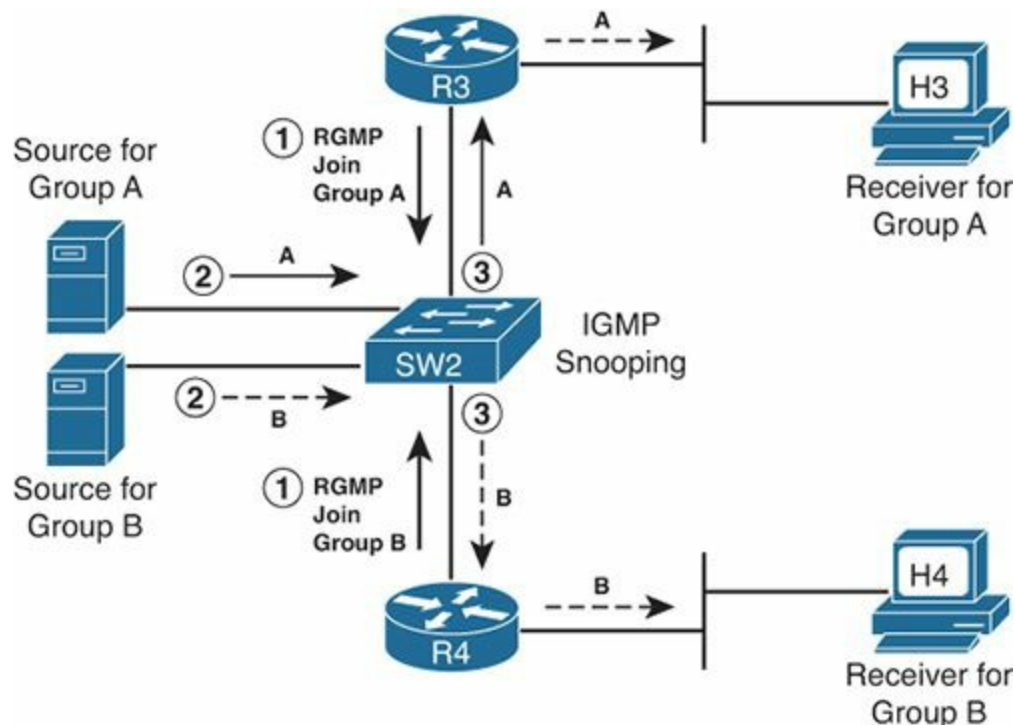 A
R3
H3
1 RGMP
Join
Group A
A
Source for
Group A
Receiver for
Group A
2
A
3
IGMP
Snooping
SW2
2
B
3
1 RGMP
Join
Group B
B
Source for
Group B
B
R4
H4
Receiver for
Group B